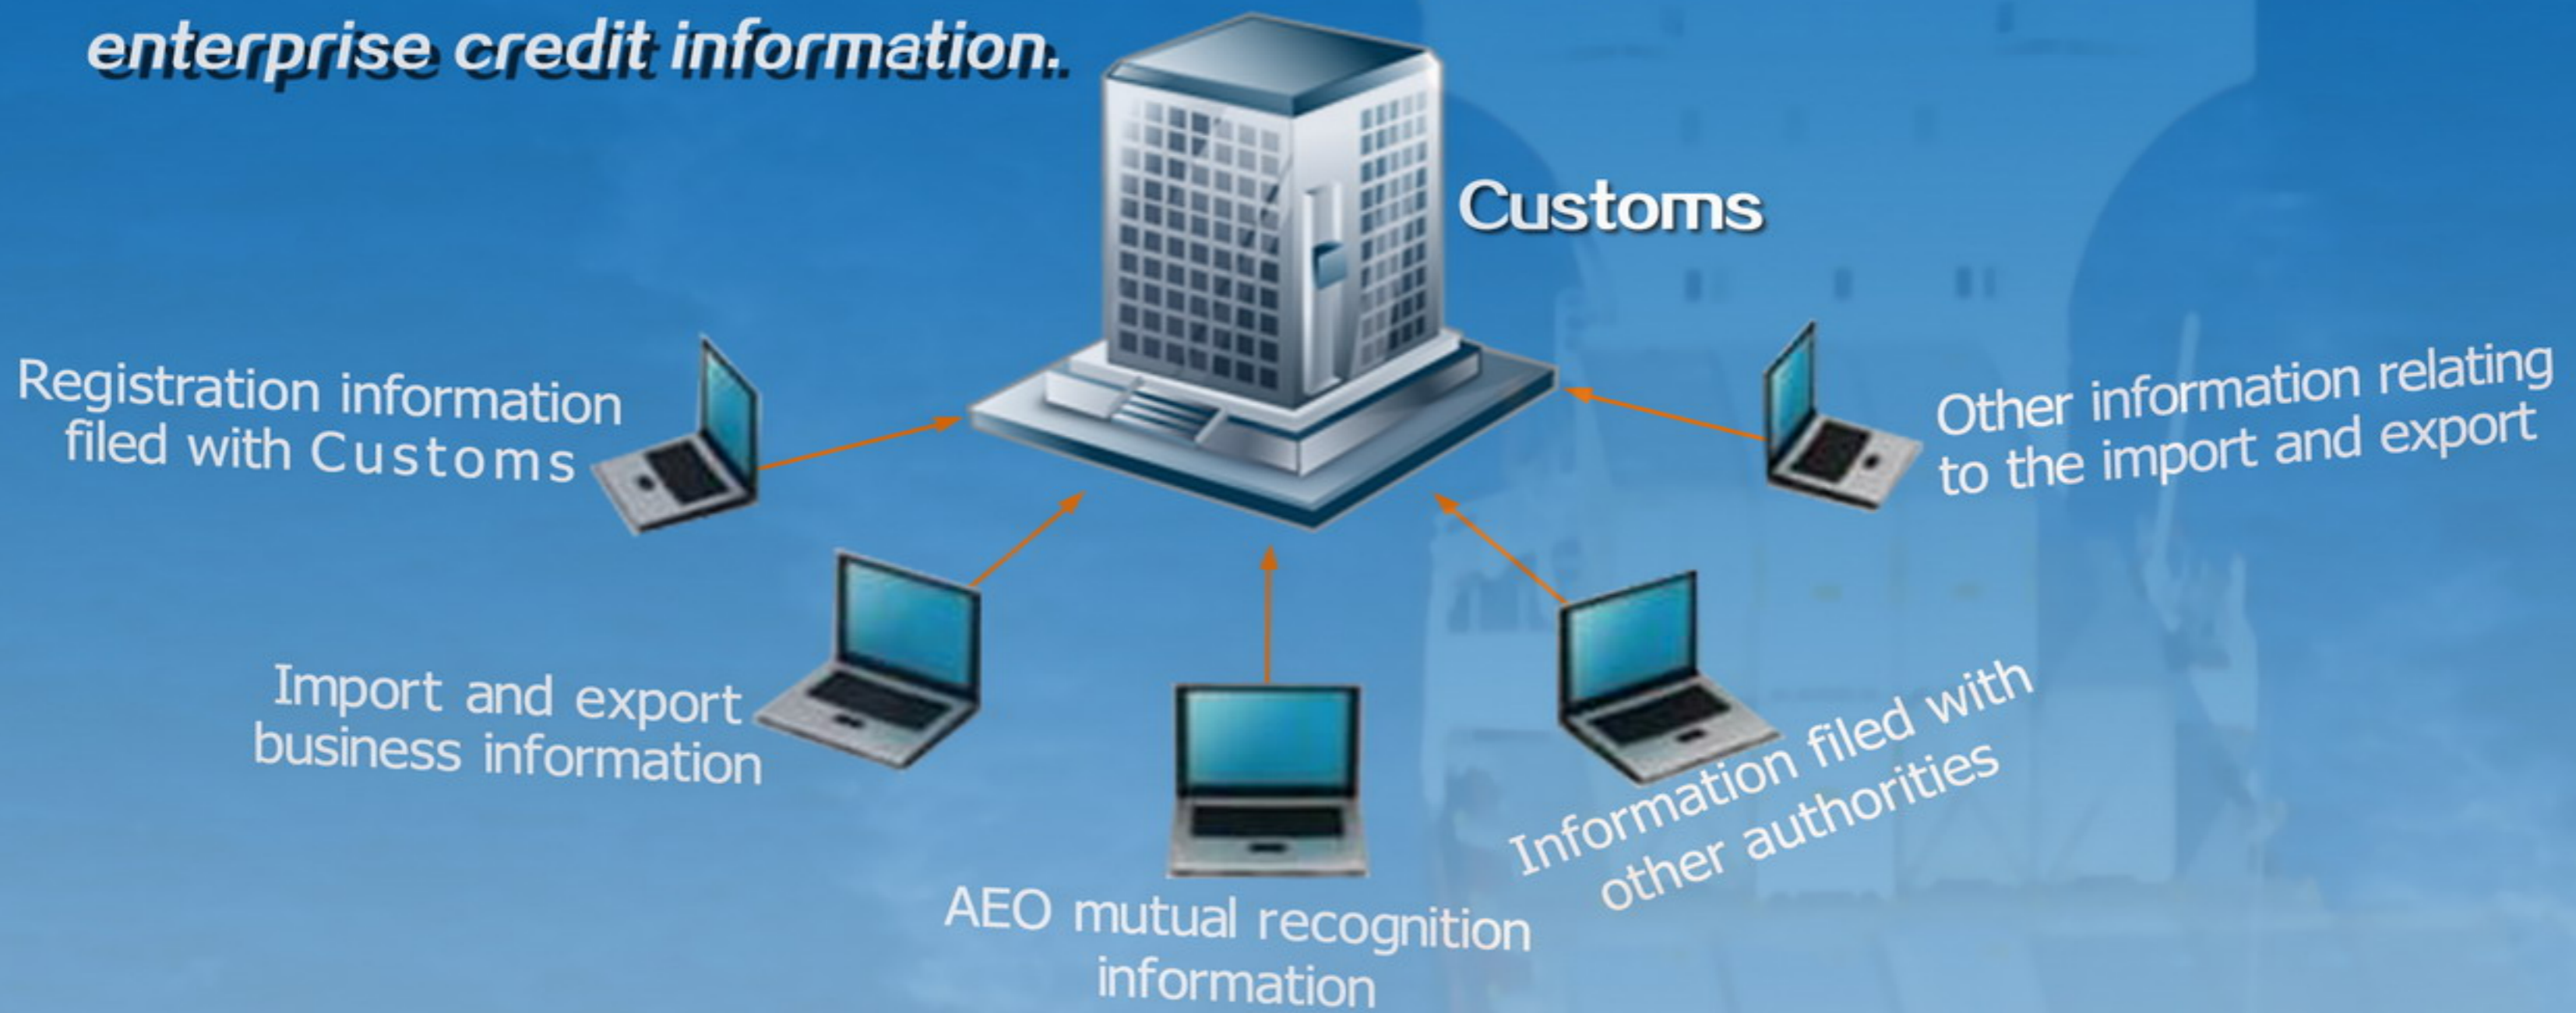 enterprise credit information.
Customs
Registration information
filed with Customs
Other information relating
to the import and export
Import and export
business information
Information filed with
other authorities
AEO mutual recognition
information